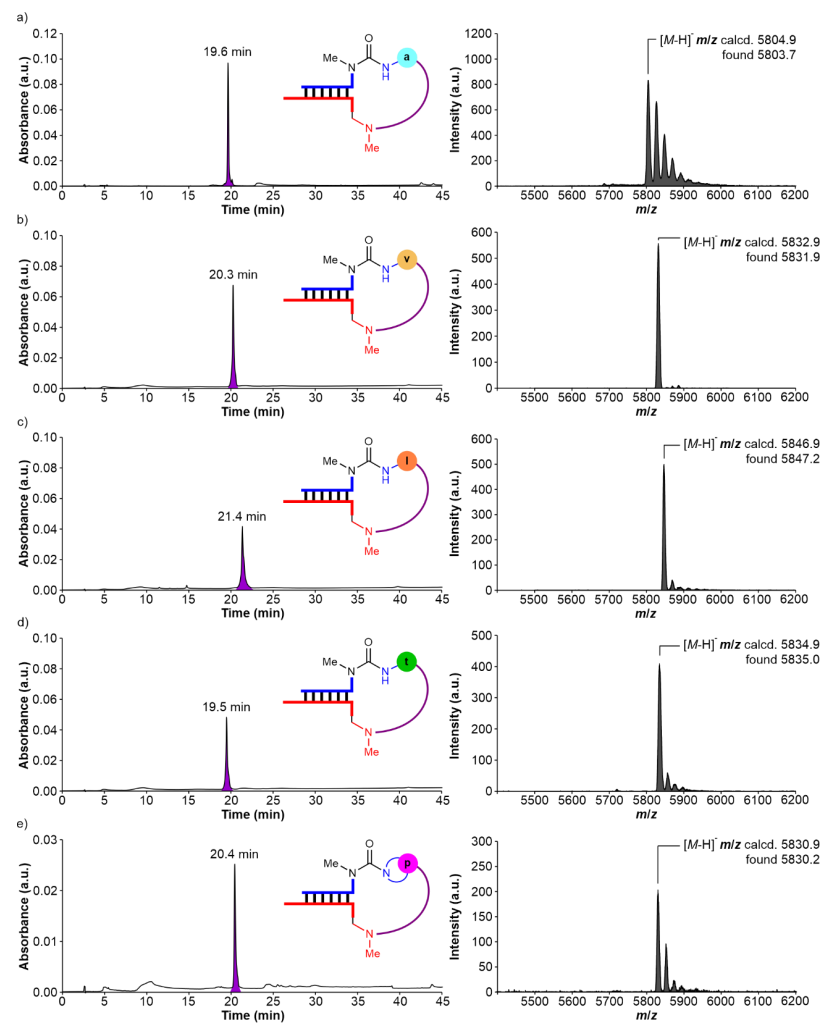 a)
0.12
0.10
0.08
0.06
0.04
0.02
0.00
Absorbance (a.u.)
19.6 min
0 5 10 15 20 25 30 35 40 45
Time (min)
O
Me
N
N
H
a
N
Me
1200
1000
800
600
400
200
0
Intensity (a.u.)
[M-H]- m/z calcd. 5804.9
found 5803.7
5500 5600 5700 5800 5900 6000 6100 6200
m/z
b)
0.10
0.08
0.06
0.04
0.02
0.00
Absorbance (a.u.)
20.3 min
0 5 10 15 20 25 30 35 40 45
Time (min)
O
Me
N
N
H
v
N
Me
600
500
400
300
200
100
0
Intensity (a.u.)
[M-H]- m/z calcd. 5832.9
found 5831.9
5500 5600 5700 5800 5900 6000 6100 6200
m/z
c)
0.10
0.08
0.06
0.04
0.02
0.00
Absorbance (a.u.)
21.4 min
0 5 10 15 20 25 30 35 40 45
Time (min)
O
Me
N
N
H
l
N
Me
600
500
400
300
200
100
0
Intensity (a.u.)
[M-H]- m/z calcd. 5846.9
found 5847.2
5500 5600 5700 5800 5900 6000 6100 6200
m/z
d)
0.10
0.08
0.06
0.04
0.02
0.00
Absorbance (a.u.)
19.5 min
0 5 10 15 20 25 30 35 40 45
Time (min)
O
Me
N
N
H
t
N
Me
500
400
300
200
100
0
Intensity (a.u.)
[M-H]- m/z calcd. 5834.9
found 5835.0
5500 5600 5700 5800 5900 6000 6100 6200
m/z
e)
0.03
0.02
0.01
0.00
Absorbance (a.u.)
20.4 min
0 5 10 15 20 25 30 35 40 45
Time (min)
O
Me
N
N
p
N
Me
300
250
200
150
100
50
0
Intensity (a.u.)
[M-H]- m/z calcd. 5830.9
found 5830.2
5500 5600 5700 5800 5900 6000 6100 6200
m/z